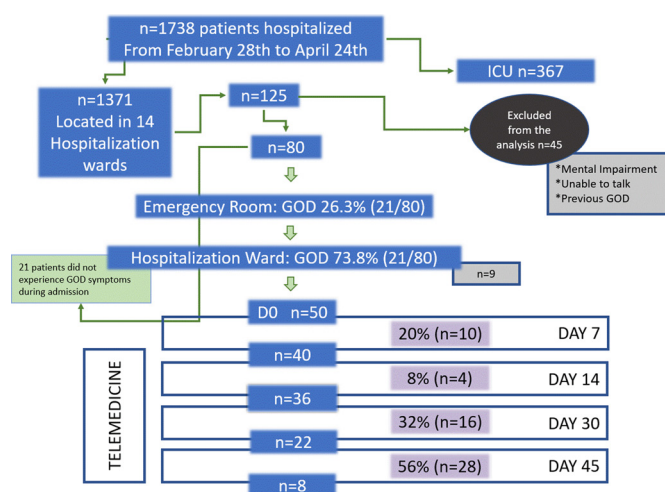 n=1738 patients hospitalized
From February 28th to April 24th
ICU n=367
n=1371
Located in 14
Hospitalization
wards
n=125
Excluded
from the
analysis n=45
n=80
*Mental Impairment
*Unable to talk
*Previous GOD
Emergency Room: GOD 26.3% (21/80)
Hospitalization Ward: GOD 73.8% (21/80)
21 patients did not
experience GOD symptoms
during admission
n=9
D0 n=50
20% (n=10)
DAY 7
n=40
8% (n=4)
DAY 14
n=36
32% (n=16)
DAY 30
n=22
56% (n=28)
DAY 45
n=8
TELEMEDICINE